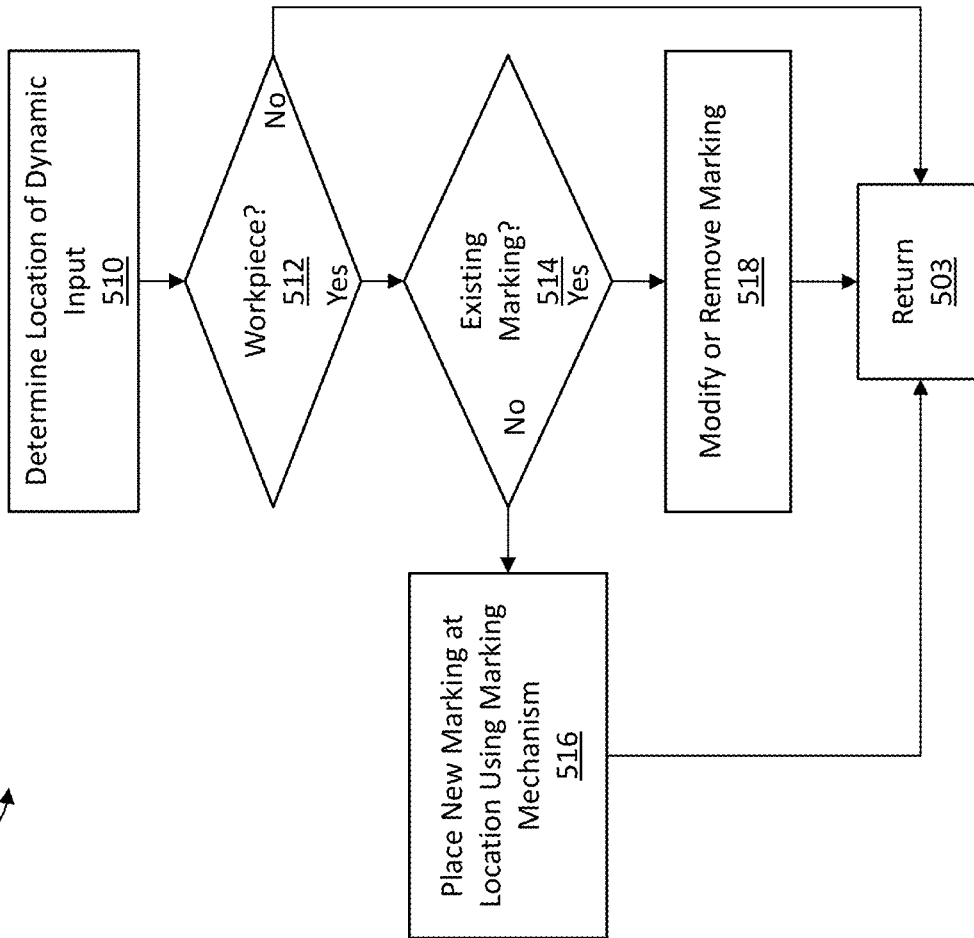 Determine Location of Dynamic
Input
510
Workpiece?
512
Yes
No
Existing
Marking?
514
Yes
No
Place New Marking at
Location Using Marking
Mechanism
516
Modify or Remove Marking
518
Return
503